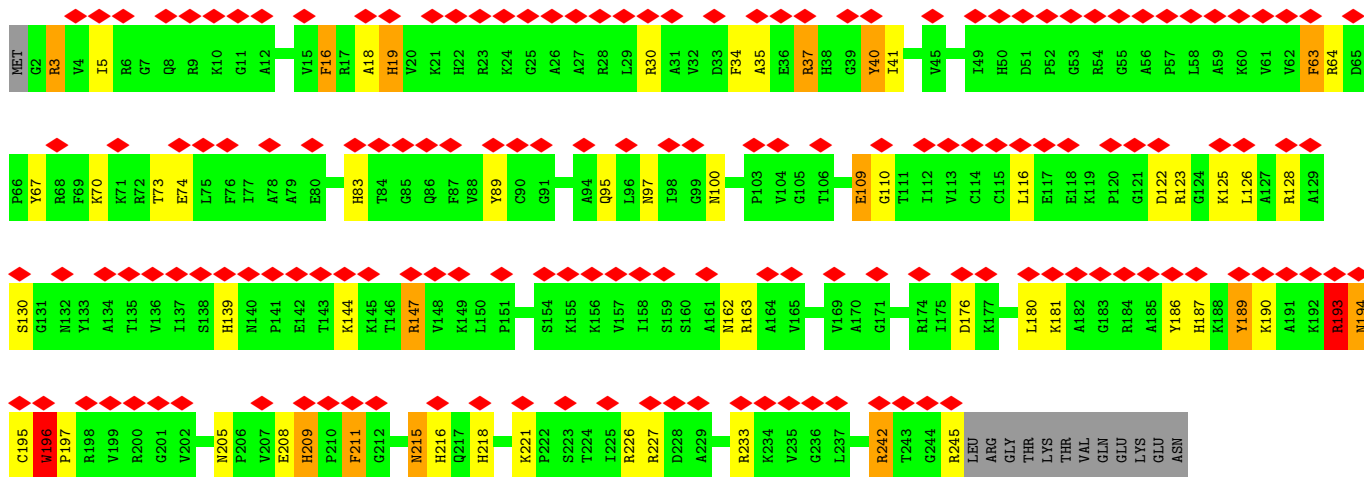 MET G2 R3 V4 I5 R6 G7 Q8 R9 K10 G11 A12 V15 F16 R17 A18 H19 V20 K21 H22 R23 K24 G25 A26 A27 R28 L29 R30 A31 V32 D33 F34 A35 E36 R37 H38 G39 Y40 I41 V45 I49 H50 D51 P52 G53 R54 G55 A56 P57 L58 A59 K60 V61 V62 F63 R64 D65
P66 Y67 R68 F69 K70 K71 R72 T73 E74 L75 F76 I77 A78 A79 E80 H83 T84 G85 Q86 F87 V88 Y89 C90 G91 A94 Q95 L96 N97 I98 G99 N100 P103 V104 G105 T106 E109 G110 T111 I112 V113 C114 C115 L116 E117 E118 K119 P120 G121 D122 R123 G124 K125 L126 A127 R128 A129
S130 G131 N132 Y133 A134 T135 V136 I137 S138 H139 N140 P141 E142 T143 K144 K145 T146 R147 V148 K149 L150 P151 S154 K155 K156 V157 I158 S159 S160 A161 N162 R163 A164 V165 V169 A170 G171 R174 I175 D176 K177 L180 K181 A182 G183 R184 A185 Y186 H187 K188 Y189 K190 A191 K192 R193 N194
C195 W196 P197 R198 V199 R200 G201 V202 N205 P206 V207 E208 H209 P210 F211 G212 N215 H216 Q217 H218 K221 P222 S223 T224 I225 R226 R227 D228 A229 R233 K234 V235 G236 L237 R242 T243 G244 R245 LEU ARG GLY THR LYS THR VAL GLN GLU LYS GLU ASN